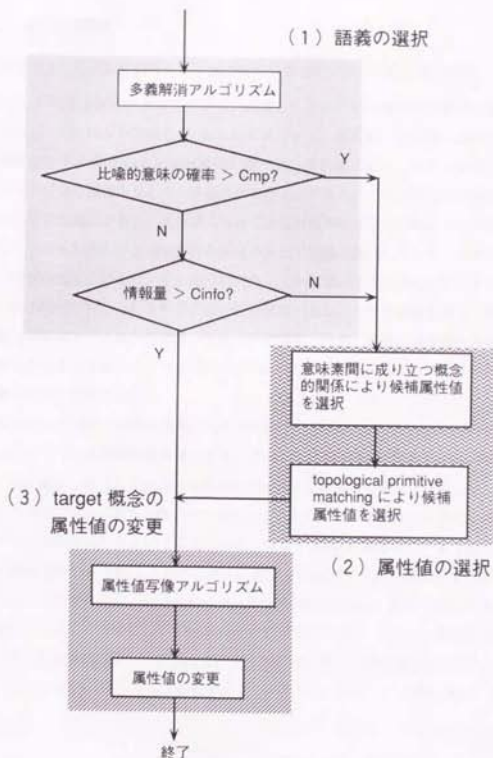 (1) 語義の選択
多義解消アルゴリズム
比喩的意味の確率 > Cmp?
Y
N
情報量 > Cinfo?
N
Y
意味素間に成り立つ概念
的関係により候補属性値
を選択
topological primitive
matching により候補
属性値を選択
(2) 属性値の選択
(3) target 概念の
属性値の変更
属性値写像アルゴリズム
属性値の変更
終了